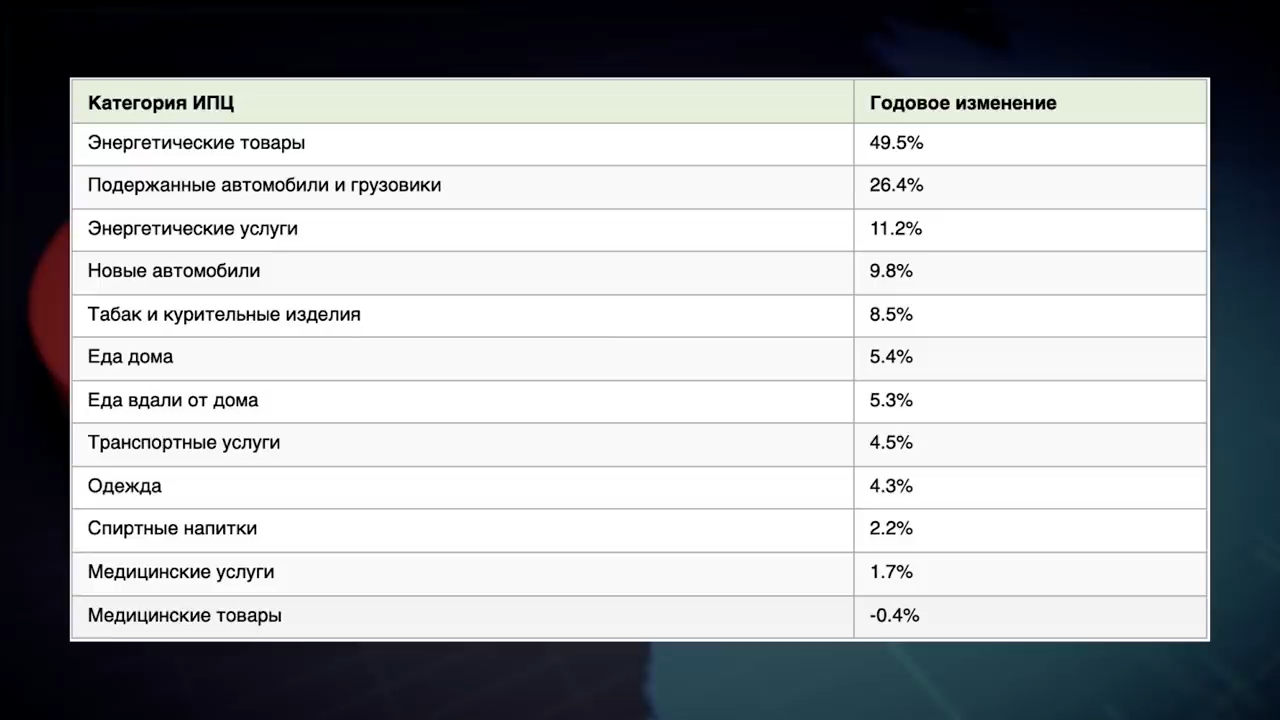 Категория ИПЦ Годовое изменение
Энергетические товары 49.5%
Подержанные автомобили и грузовики 26.4%
Энергетические услуги 11.2%
Новые автомобили 9.8%
Табак и курительные изделия 8.5%
Еда дома 5.4%
Еда вдали от дома 5.3%
Транспортные услуги 4.5%
Одежда 4.3%
Спиртные напитки 2.2%
Медицинские услуги 1.7%
Медицинские товары -0.4%